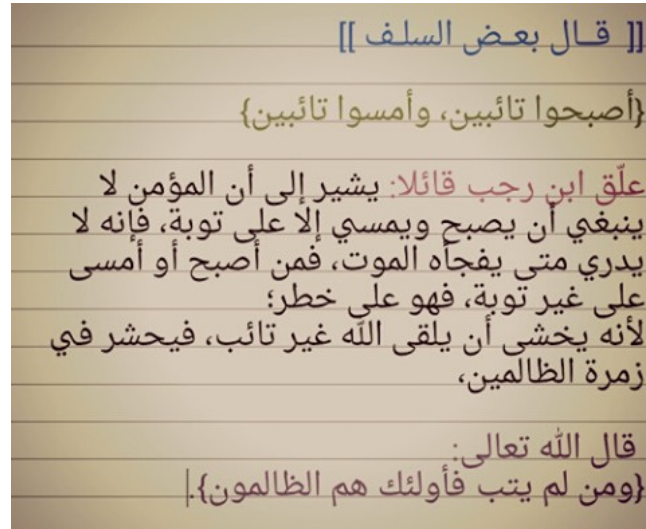 [[ قـال بعـض السلـف ]]
{أصبحوا تائبين، وأمسوا تائبين}
علّق ابن رجب قائلا: يشير إلى أن المؤمن لا
ينبغي أن يصبح ويمسي إلا على توبة، فإنه لا
يدري متى يفجأه الموت، فمن أصبح أو أمسى
على غير توبة، فهو على خطر؛
لأنه يخشى أن يلقى الله غير تائب، فيحشر في
زمرة الظالمين،
قال الله تعالى:
{ومن لم يتب فأولئك هم الظالمون}.